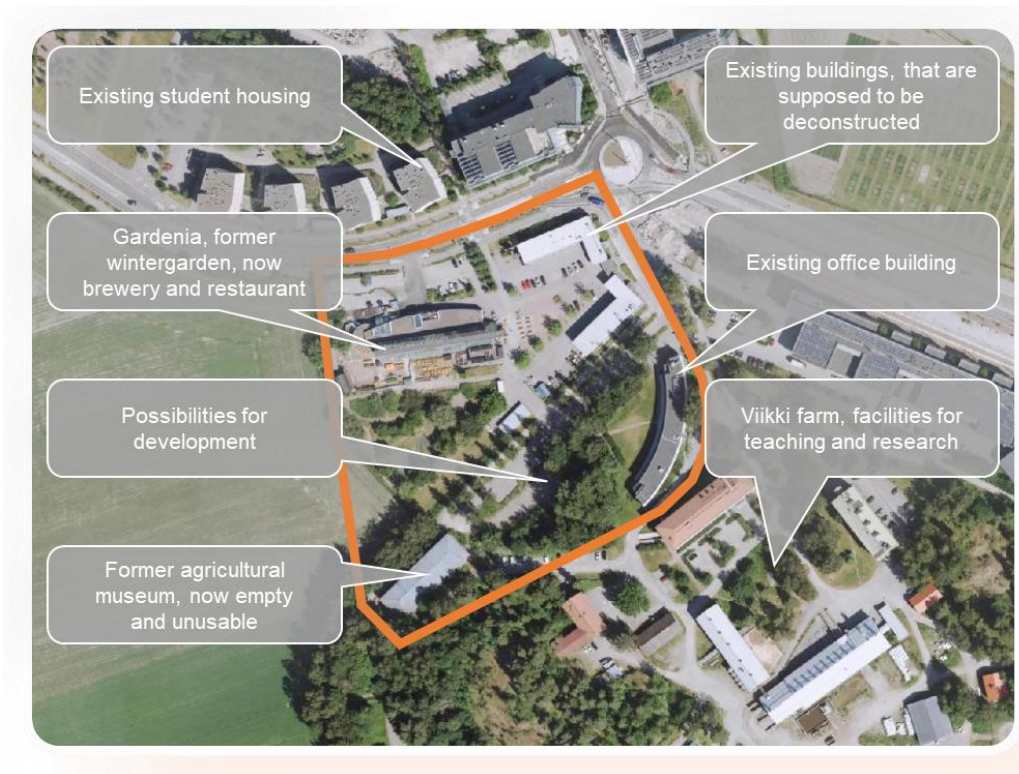 Existing student housing
Existing buildings, that are
supposed to be
deconstructed
Gardenia, former
wintergarden, now
brewery and restaurant
Existing office building
Possibilities for
development
Viikki farm, facilities for
teaching and research
Former agricultural
museum, now empty
and unusable